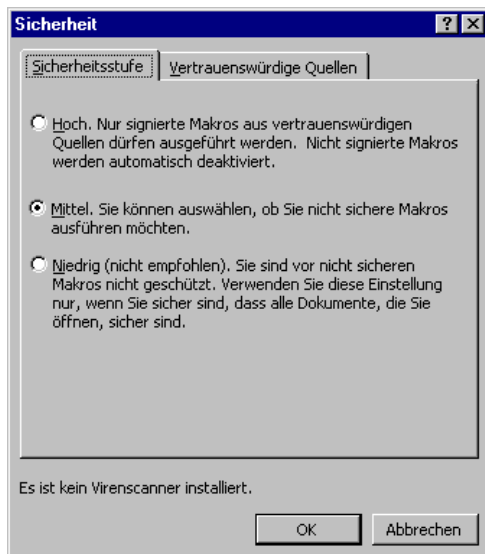 Sicherheit
Sicherheitsstufe Vertrauenswürdige Quellen
Hoch. Nur signierte Makros aus vertrauenswürdigen
Quellen dürfen ausgeführt werden. Nicht signierte Makros
werden automatisch deaktiviert.
Mittel. Sie können auswählen, ob Sie nicht sichere Makros
ausführen möchten.
Niedrig (nicht empfohlen). Sie sind vor nicht sicheren
Makros nicht geschützt. Verwenden Sie diese Einstellung
nur, wenn Sie sicher sind, dass alle Dokumente, die Sie
öffnen, sicher sind.
Es ist kein Virenscanner installiert.
OK Abbrechen